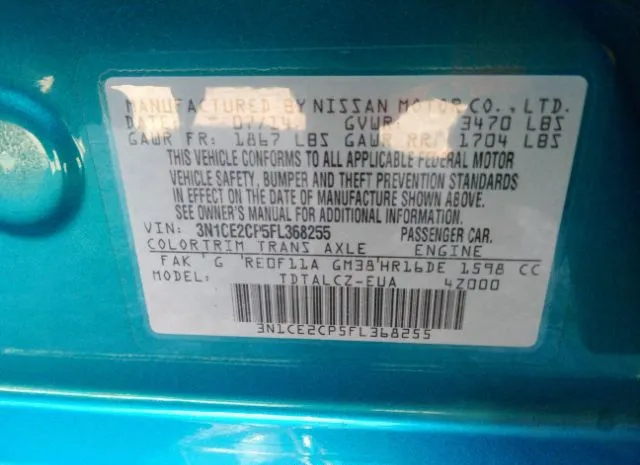 MANUFACTURED BY NISSAN MOTOR CO., LTD.
DATE: 07/14 GVWR: 3470 LBS
GAWR FR: 1867 LBS GAWR RR: 1704 LBS
THIS VEHICLE CONFORMS TO ALL APPLICABLE FEDERAL MOTOR
VEHICLE SAFETY, BUMPER AND THEFT PREVENTION STANDARDS
IN EFFECT ON THE DATE OF MANUFACTURE SHOWN ABOVE.
SEE OWNER'S MANUAL FOR ADDITIONAL INFORMATION.
VIN: 3N1CE2CP5FL368255 PASSENGER CAR.
COLOR TRIM TRANS AXLE ENGINE
FAK G RE0F11A GM38 HR16DE 1598 CC
MODEL: TDTALCZ-EUA 4Z000
3N1CE2CP5FL368255